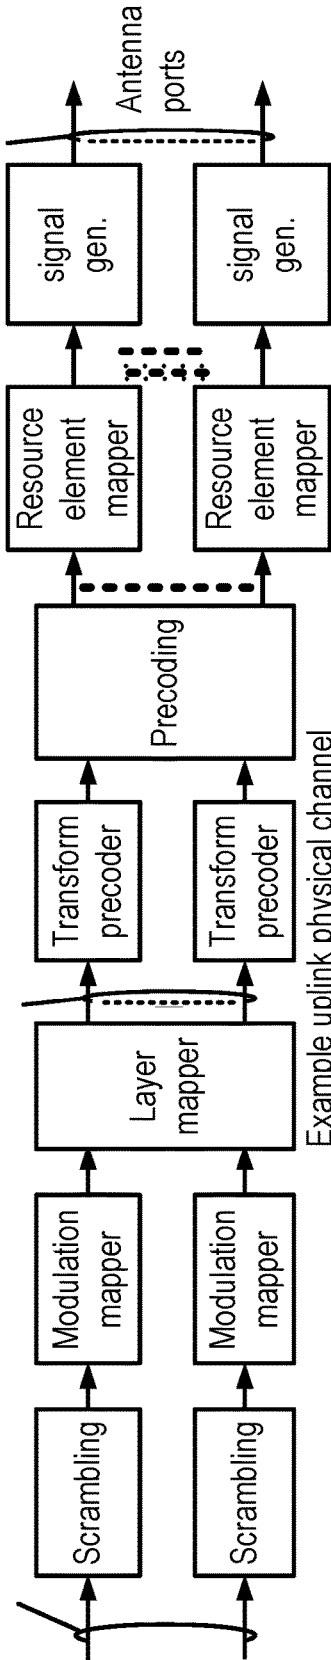 Scrambling
Modulation
mapper
Layer
mapper
Transform
precoder
Precoding
Resource
element
mapper
signal
gen.
Antenna
ports
Scrambling
Modulation
mapper
Transform
precoder
Resource
element
mapper
signal
gen.
Example uplink physical channel